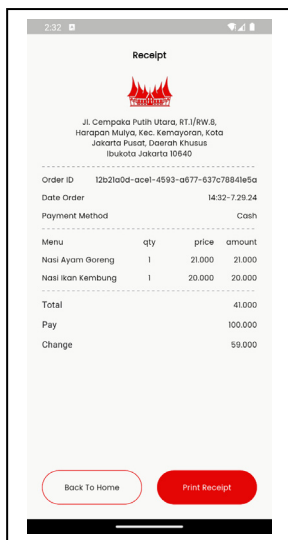 2:32
Receipt
Jl. Cempaka Putih Utara, RT.1/RW.8,
Harapan Mulya, Kec. Kemayoran, Kota
Jakarta Pusat, Daerah Khusus
Ibukota Jakarta 10640
Order ID 12b21a0d-ace1-4593-a677-637c78841e5a
Date Order 14:32-7.29.24
Payment Method Cash
Menu qty price amount
Nasi Ayam Goreng 1 21.000 21.000
Nasi Ikan Kembung 1 20.000 20.000
Total 41.000
Pay 100.000
Change 59.000
Back To Home Print Receipt